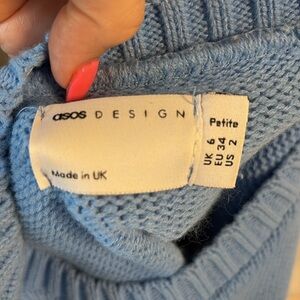 asos DESIGN
Made in UK
Petite
UK 6
EU 34
US 2